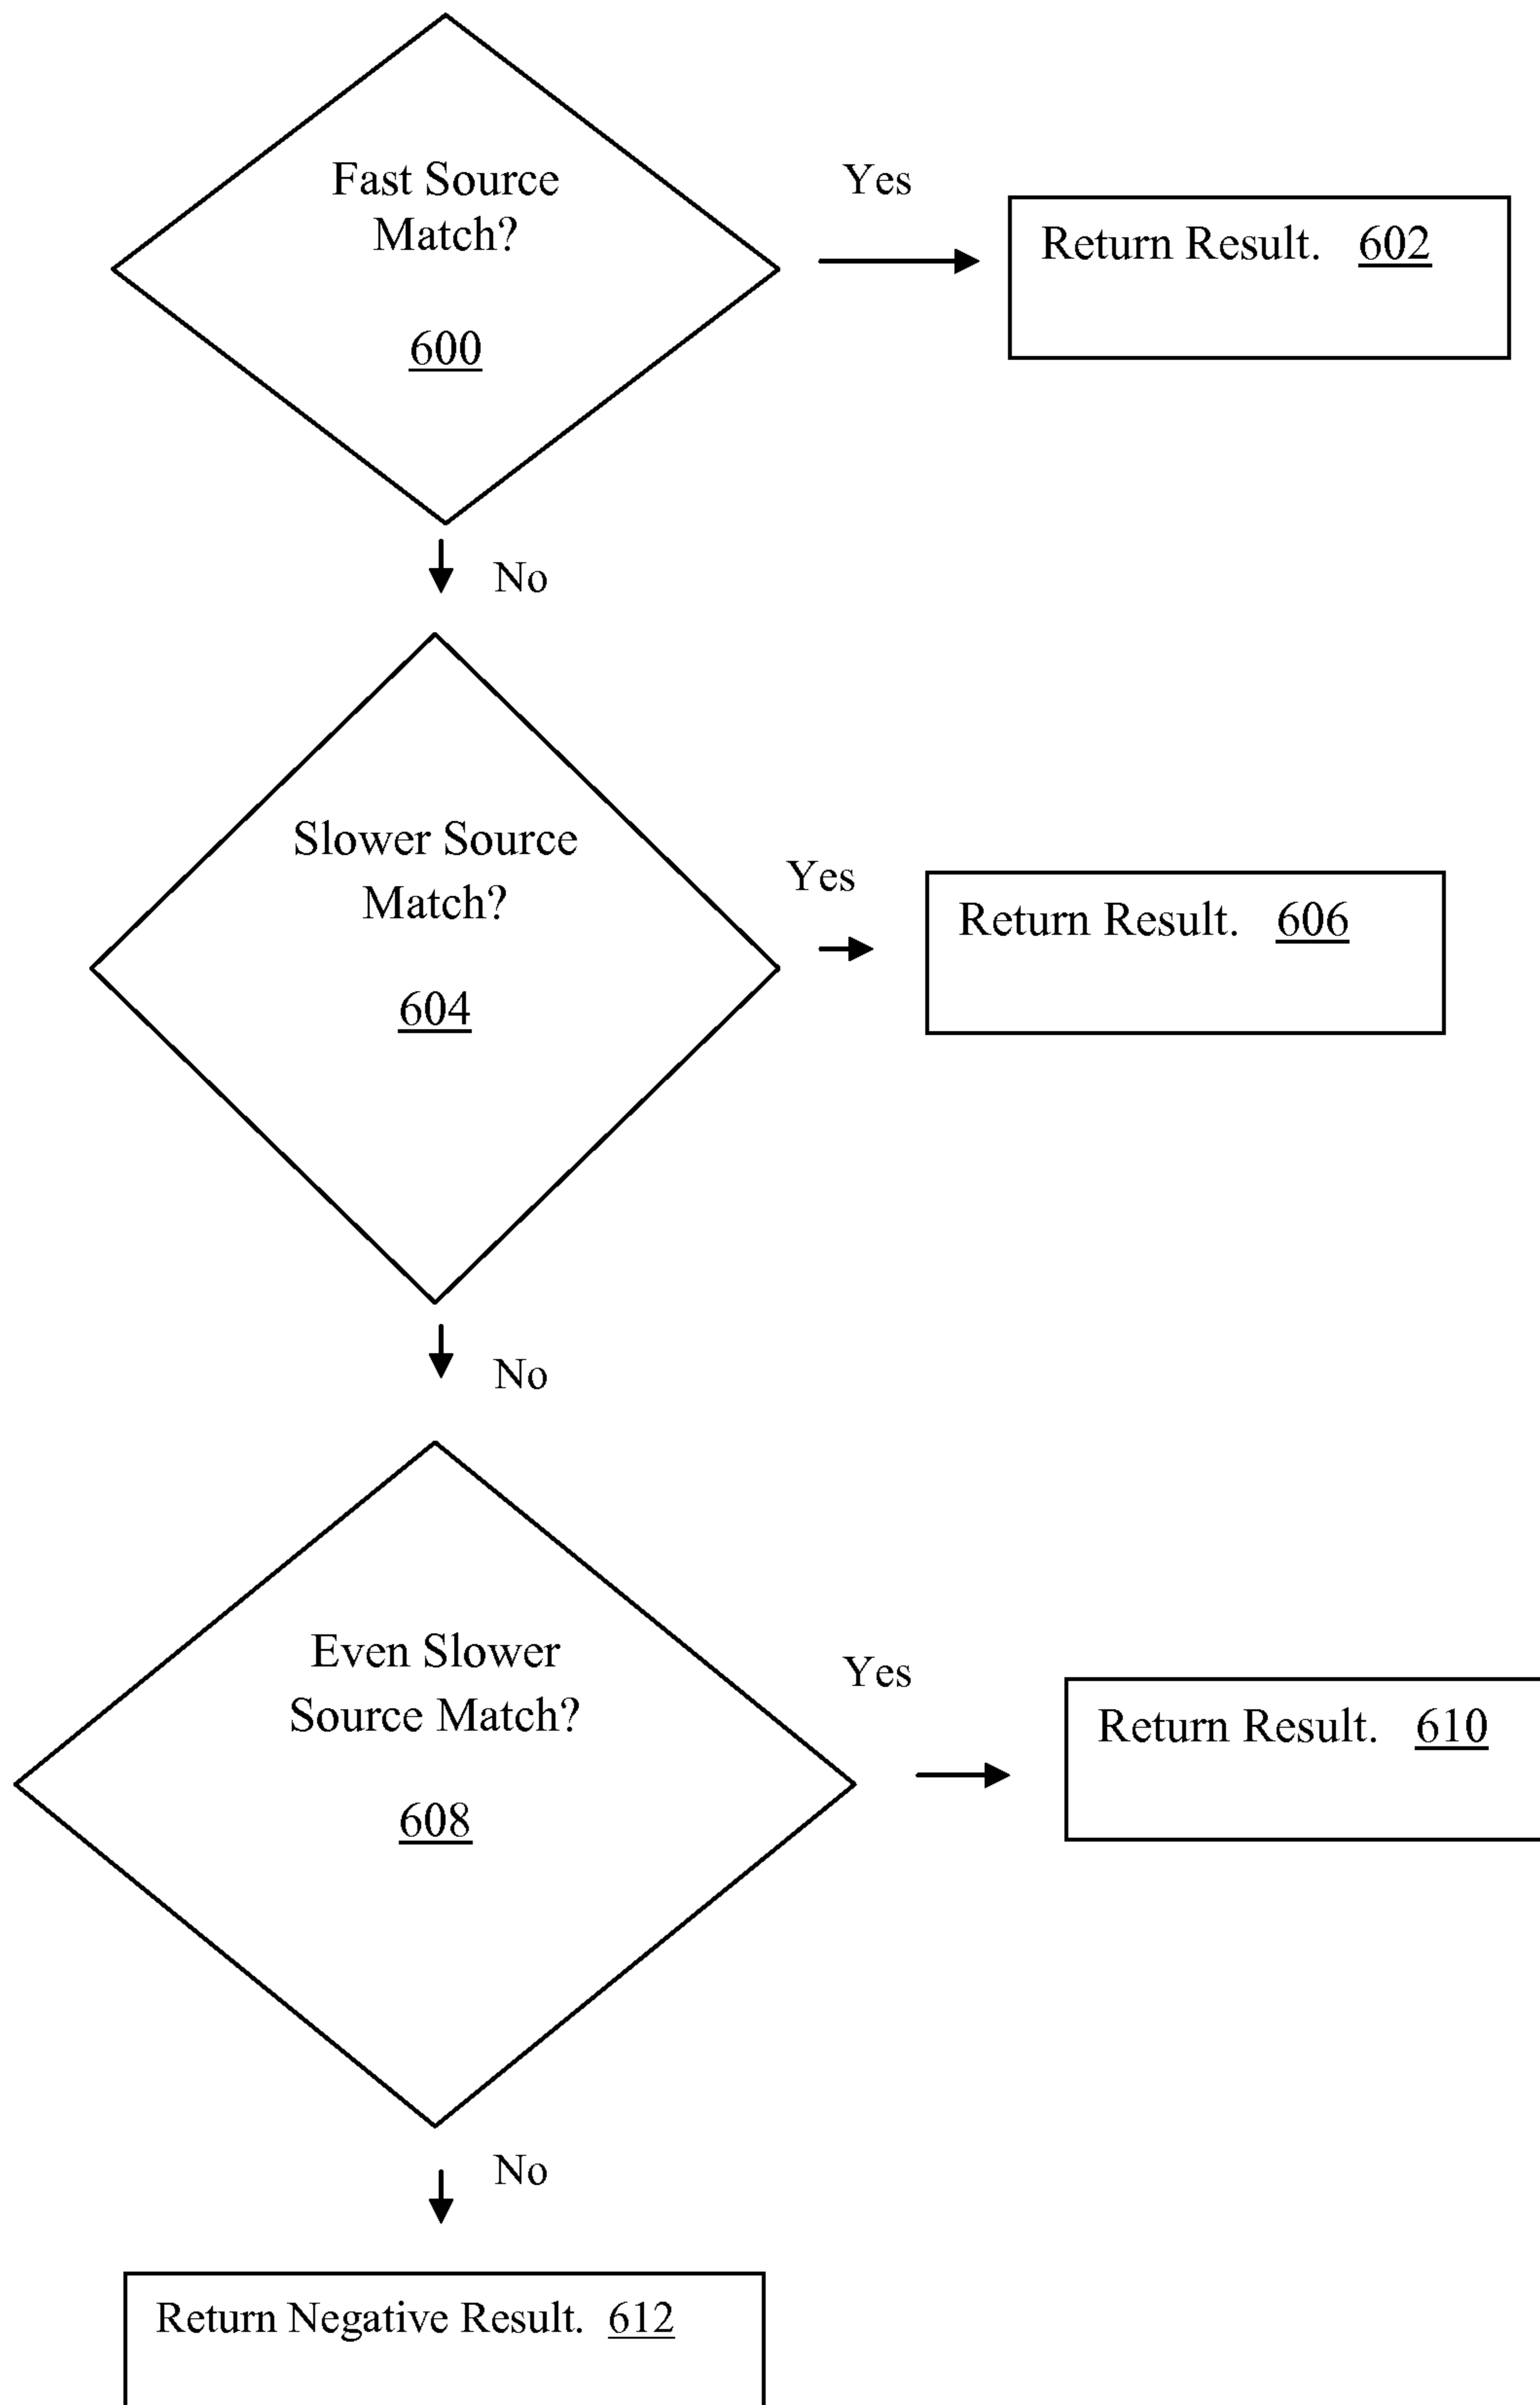 Fast Source
Match?
600
Yes
Return Result. 602
No
Slower Source
Match?
604
Yes
Return Result. 606
No
Even Slower
Source Match?
608
Yes
Return Result. 610
No
Return Negative Result. 612